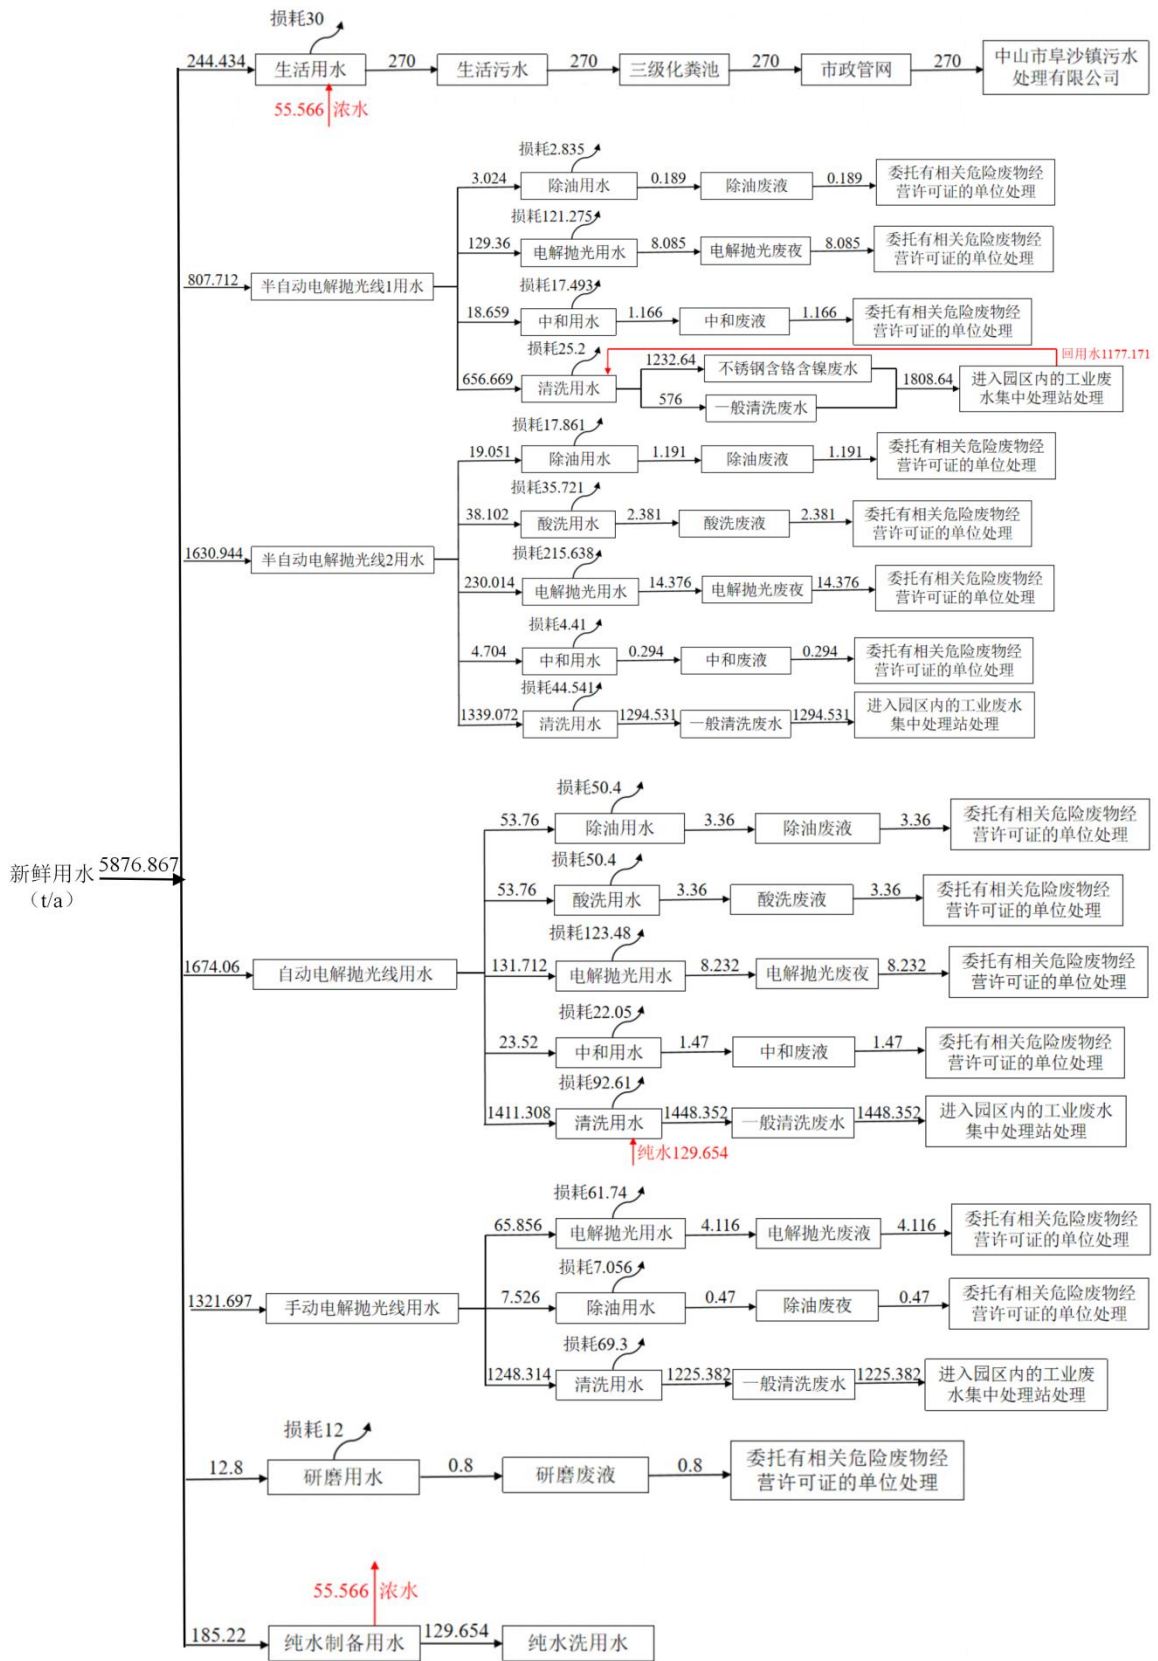 损耗30
244.434 生活用水 270 生活污水 270 三级化粪池 270 市政管网 270 中山市阜沙镇污水
处理有限公司
55.566 浓水
损耗2.835
3.024 除油用水 0.189 除油废液 0.189 委托有相关危险废物经
营许可证的单位处理
损耗121.275
129.36 电解抛光用水 8.085 电解抛光废夜 8.085 委托有相关危险废物经
营许可证的单位处理
807.712 半自动电解抛光线1用水
损耗17.493
18.659 中和用水 1.166 中和废液 1.166 委托有相关危险废物经
营许可证的单位处理
损耗25.2
回用水1177.171
656.669 清洗用水 1232.64 不锈钢含铬含镍废水
576 一般清洗废水
1808.64 进入园区内的工业废
水集中处理站处理
损耗17.861
19.051 除油用水 1.191 除油废液 1.191 委托有相关危险废物经
营许可证的单位处理
损耗35.721
38.102 酸洗用水 2.381 酸洗废液 2.381 委托有相关危险废物经
营许可证的单位处理
1630.944 半自动电解抛光线2用水
损耗215.638
230.014 电解抛光用水 14.376 电解抛光废夜 14.376 委托有相关危险废物经
营许可证的单位处理
损耗4.41
4.704 中和用水 0.294 中和废液 0.294 委托有相关危险废物经
营许可证的单位处理
损耗44.541
1339.072 清洗用水 1294.531 一般清洗废水 1294.531 进入园区内的工业废水
集中处理站处理
损耗50.4
53.76 除油用水 3.36 除油废液 3.36 委托有相关危险废物经
营许可证的单位处理
新鲜用水 5876.867
（t/a）
损耗50.4
53.76 酸洗用水 3.36 酸洗废液 3.36 委托有相关危险废物经
营许可证的单位处理
损耗123.48
1674.06 自动电解抛光线用水 131.712 电解抛光用水 8.232 电解抛光废夜 8.232 委托有相关危险废物经
营许可证的单位处理
损耗22.05
23.52 中和用水 1.47 中和废液 1.47 委托有相关危险废物经
营许可证的单位处理
损耗92.61
1411.308 清洗用水 1448.352 一般清洗废水 1448.352 进入园区内的工业废水
集中处理站处理
纯水129.654
损耗61.74
65.856 电解抛光用水 4.116 电解抛光废液 4.116 委托有相关危险废物经
营许可证的单位处理
损耗7.056
1321.697 手动电解抛光线用水 7.526 除油用水 0.47 除油废夜 0.47 委托有相关危险废物经
营许可证的单位处理
损耗69.3
1248.314 清洗用水 1225.382 一般清洗废水 1225.382 进入园区内的工业废
水集中处理站处理
损耗12
12.8 研磨用水 0.8 研磨废液 0.8 委托有相关危险废物经
营许可证的单位处理
55.566 浓水
185.22 纯水制备用水 129.654 纯水洗用水